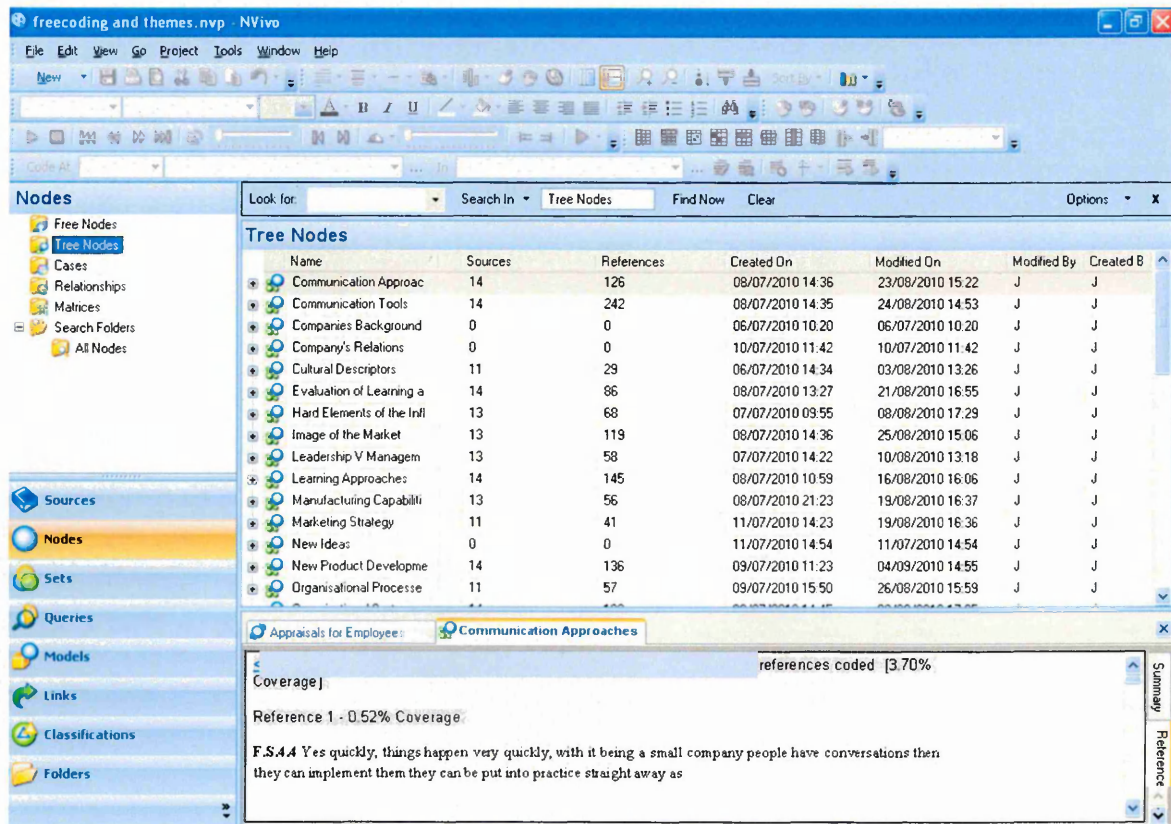 freecoding and themes.nvp - NVivo
File Edit View Go Project Tools Window Help
New Sort By
A B I U
Code At In
Nodes
Free Nodes
Tree Nodes
Cases
Relationships
Matrices
Search Folders
All Nodes
Sources
Nodes
Sets
Queries
Models
Links
Classifications
Folders
Look for: Search In Tree Nodes Find Now Clear Options x
Tree Nodes
Name Sources References Created On Modified On Modified By Created B
Communication Approac 14 126 08/07/2010 14:36 23/08/2010 15:22 J J
Communication Tools 14 242 08/07/2010 14:35 24/08/2010 14:53 J J
Companies Background 0 0 06/07/2010 10:20 06/07/2010 10:20 J J
Company's Relations 0 0 10/07/2010 11:42 10/07/2010 11:42 J J
Cultural Descriptors 11 29 06/07/2010 14:34 03/08/2010 13:26 J J
Evaluation of Learning a 14 86 08/07/2010 13:27 21/08/2010 16:55 J J
Hard Elements of the Infl 13 68 07/07/2010 09:55 08/08/2010 17:29 J J
Image of the Market 13 119 08/07/2010 14:36 25/08/2010 15:06 J J
Leadership V Managem 13 58 07/07/2010 14:22 10/08/2010 13:18 J J
Learning Approaches 14 145 08/07/2010 10:59 16/08/2010 16:06 J J
Manufacturing Capabiliti 13 56 08/07/2010 21:23 19/08/2010 16:37 J J
Marketing Strategy 11 41 11/07/2010 14:23 19/08/2010 16:36 J J
New Ideas 0 0 11/07/2010 14:54 11/07/2010 14:54 J J
New Product Developme 14 136 09/07/2010 11:23 04/09/2010 14:55 J J
Organisational Processe 11 57 09/07/2010 15:50 26/08/2010 15:59 J J
Appraisals for Employees Communication Approaches
references coded [3.70%
Coverage]
Reference 1 - 0.52% Coverage
F.S.4.4 Yes quickly, things happen very quickly, with it being a small company people have conversations then
they can implement them they can be put into practice straight away as
Summary
Reference